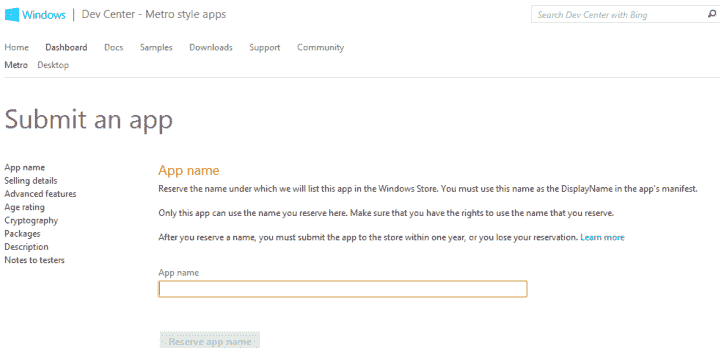 Windows | Dev Center - Metro style apps
Search Dev Center with Bing
Home Dashboard Docs Samples Downloads Support Community
Metro Desktop
Submit an app
App name
Selling details
Advanced features
Age rating
Cryptography
Packages
Description
Notes to testers
App name
Reserve the name under which we will list this app in the Windows Store. You must use this name as the DisplayName in the app's manifest.
Only this app can use the name you reserve here. Make sure that you have the rights to use the name that you reserve.
After you reserve a name, you must submit the app to the store within one year, or you lose your reservation. Learn more
App name
Reserve app name